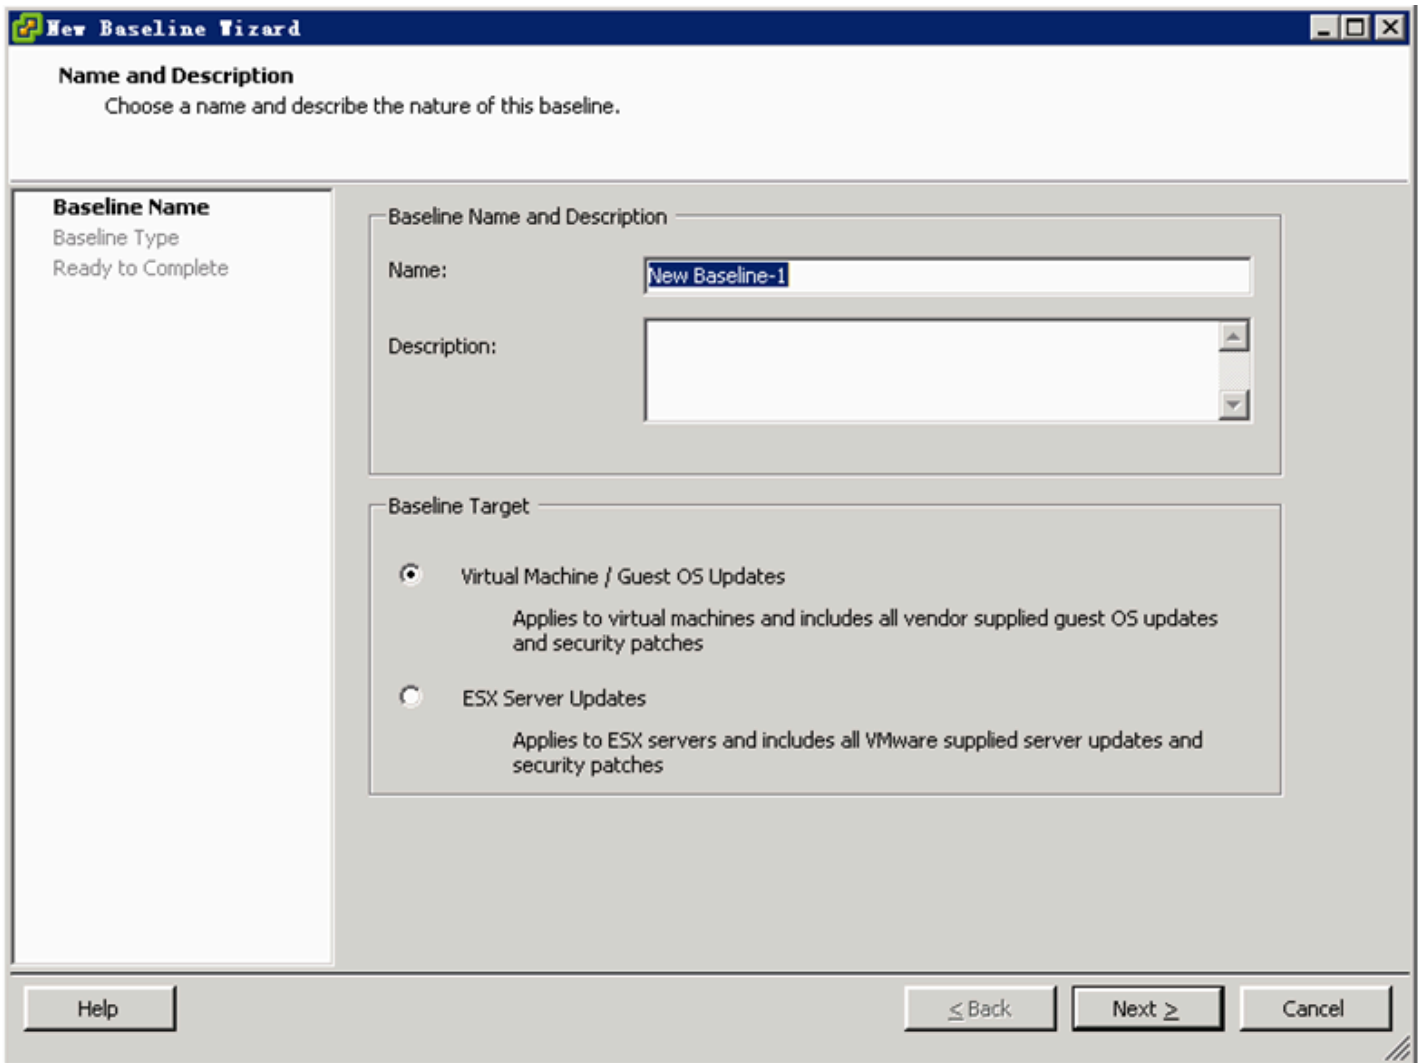 New Baseline Wizard
Name and Description
Choose a name and describe the nature of this baseline.
Baseline Name
Baseline Type
Ready to Complete
Baseline Name and Description
Name:
New Baseline-1
Description:
Baseline Target
Virtual Machine / Guest OS Updates
Applies to virtual machines and includes all vendor supplied guest OS updates
and security patches
ESX Server Updates
Applies to ESX servers and includes all VMware supplied server updates and
security patches
Help
< Back
Next >
Cancel